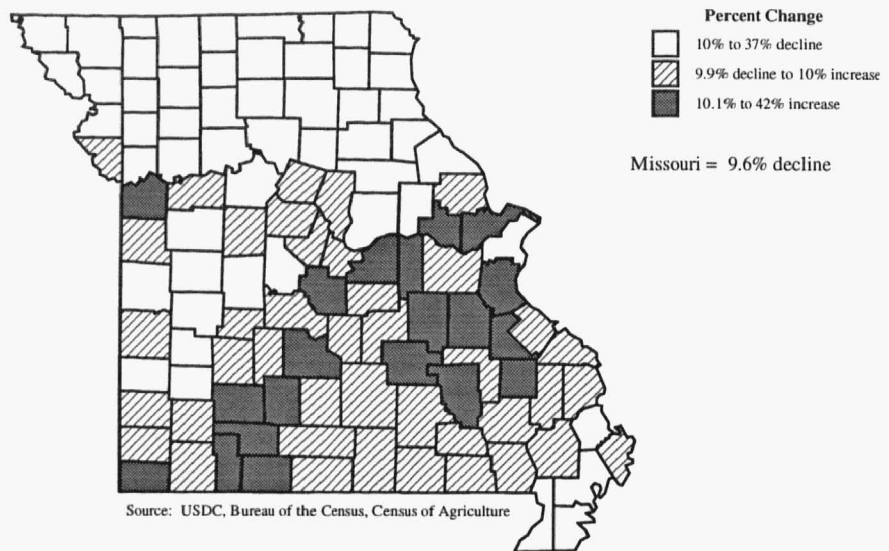 Percent Change
10% to 37% decline
9.9% decline to 10% increase
10.1% to 42% increase
Missouri = 9.6% decline
Source: USDC, Bureau of the Census, Census of Agriculture